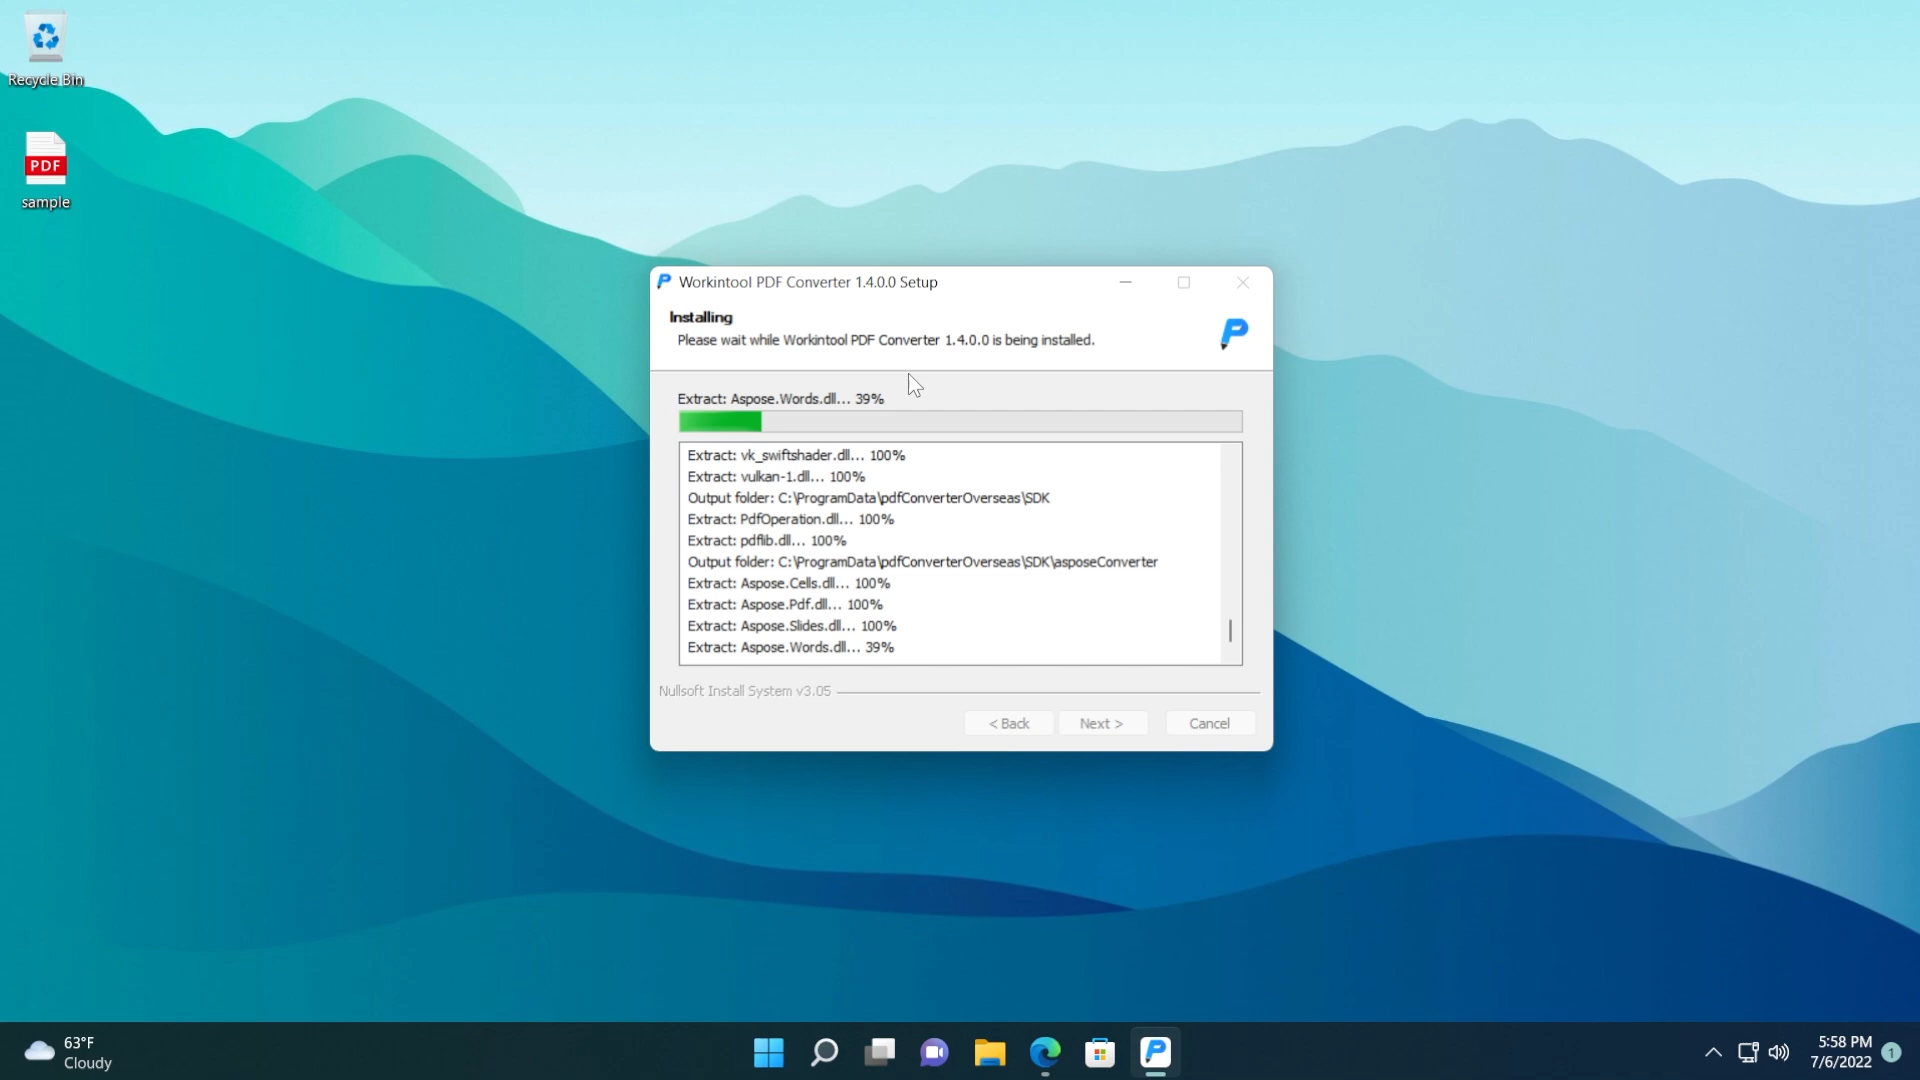 Recycle Bin
PDF
sample
Workintool PDF Converter 1.4.0.0 Setup
Installing
Please wait while Workintool PDF Converter 1.4.0.0 is being installed.
Extract: Aspose.Words.dll... 39%
Extract: vk_swiftshader.dll... 100%
Extract: vulkan-1.dll... 100%
Output folder: C:\ProgramData\pdfConverterOverseas\SDK
Extract: PdfOperation.dll... 100%
Extract: pdflib.dll... 100%
Output folder: C:\ProgramData\pdfConverterOverseas\SDK\asposeConverter
Extract: Aspose.Cells.dll... 100%
Extract: Aspose.Pdf.dll... 100%
Extract: Aspose.Slides.dll... 100%
Extract: Aspose.Words.dll... 39%
Nullsoft Install System v3.05
< Back
Next >
Cancel
63°F
Cloudy
5:58 PM
7/6/2022
1